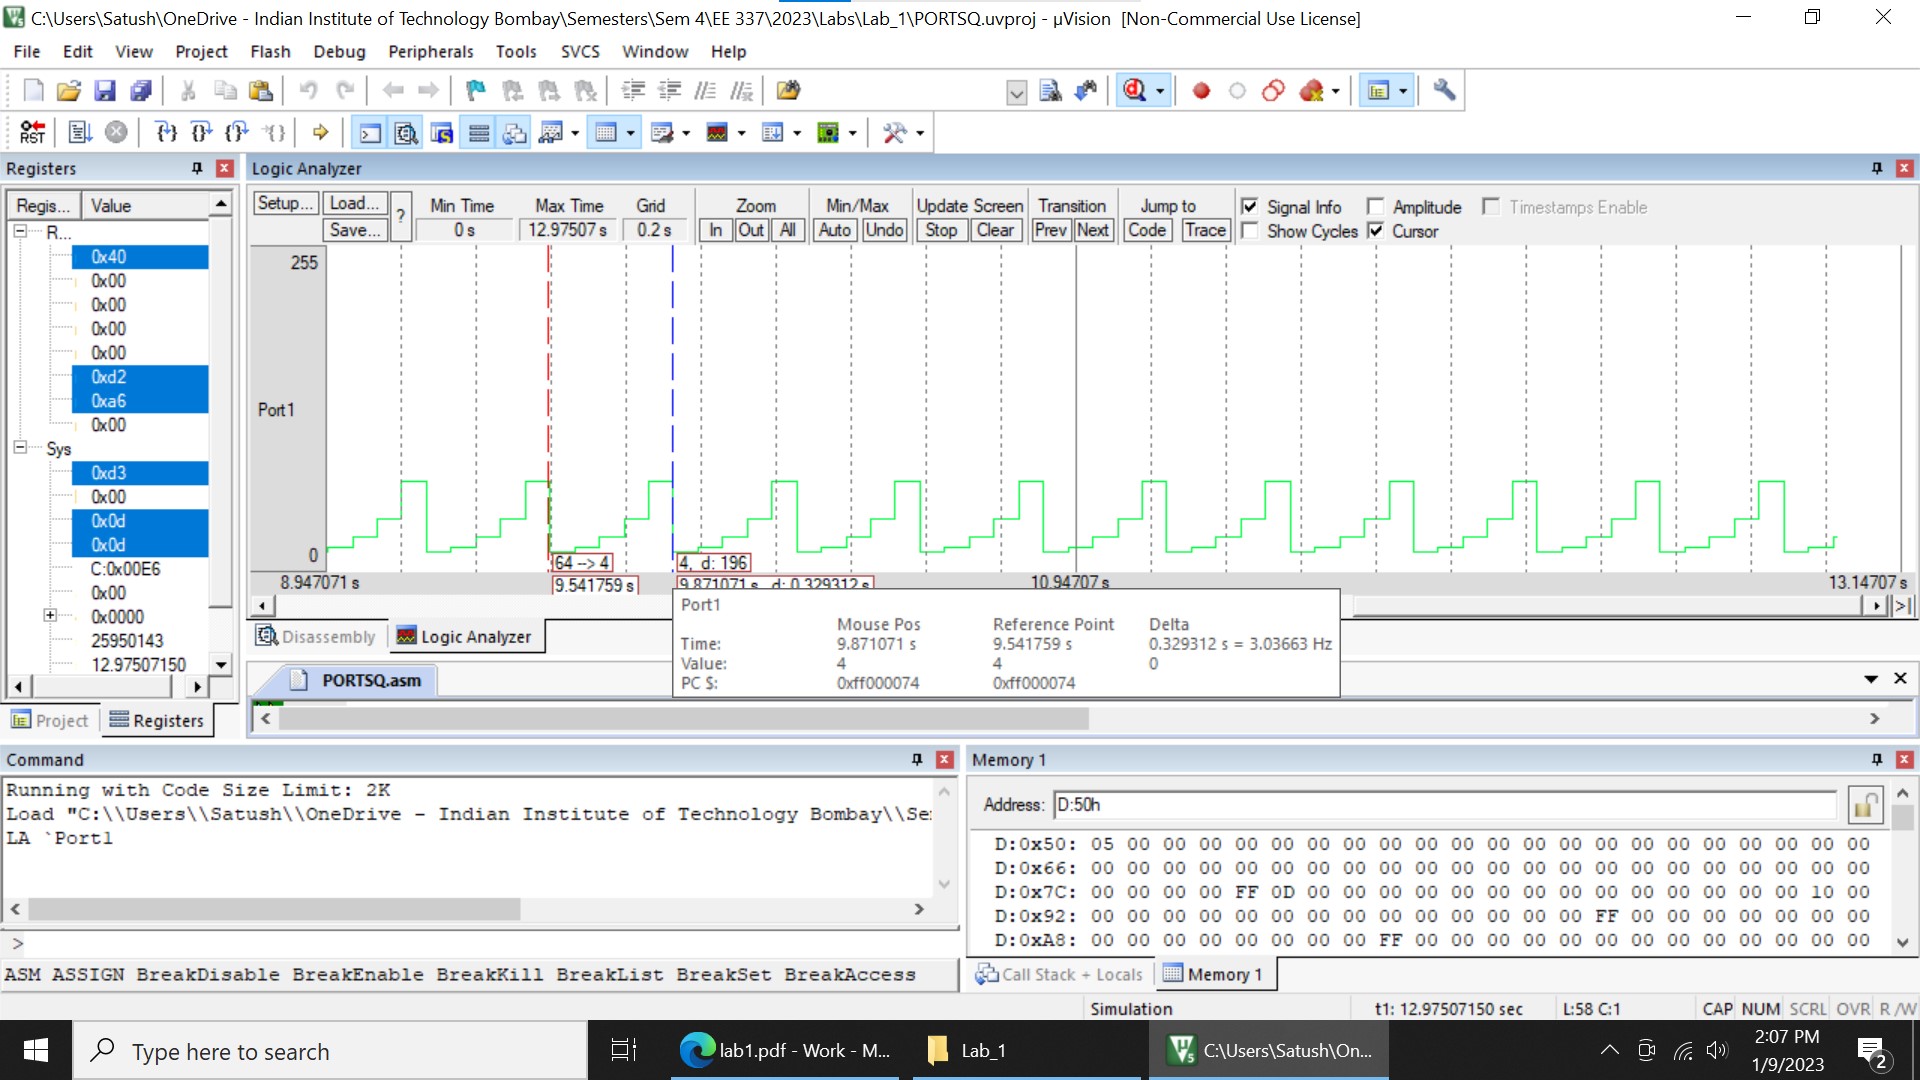 C:\Users\Satush\OneDrive - Indian Institute of Technology Bombay\Semesters\Sem 4\EE 337\2023\Labs\Lab_1\PORTSQ.uvproj - µVision [Non-Commercial Use License]
File Edit View Project Flash Debug Peripherals Tools SVCS Window Help
RST
Registers
Regis... Value
R...
0x40
0x00
0x00
0x00
0x00
0xd2
0xa6
0x00
Sys
0xd3
0x00
0x0d
0x0d
C:0x00E6
0x00
0x0000
25950143
12.97507150
Project Registers
Logic Analyzer
Setup... Load... ? Min Time Max Time Grid Zoom Min/Max Update Screen Transition Jump to Signal Info Amplitude Timestamps Enable
Save... 0 s 12.97507 s 0.2 s In Out All Auto Undo Stop Clear Prev Next Code Trace Show Cycles Cursor
255
Port1
0
64 --> 4 4, d: 196
8.947071 s 9.541759 s 9.871071 s, d: 0.329312 s 10.94707 s 13.14707 s
Port1
Mouse Pos Reference Point Delta
Time: 9.871071 s 9.541759 s 0.329312 s = 3.03663 Hz
Value: 4 4 0
PC $: 0xff000074 0xff000074
Disassembly Logic Analyzer
PORTSQ.asm
Command
Running with Code Size Limit: 2K
Load "C:\\Users\\Satush\\OneDrive - Indian Institute of Technology Bombay\\Se
LA `Port1
>
ASM ASSIGN BreakDisable BreakEnable BreakKill BreakList BreakSet BreakAccess
Memory 1
Address: D:50h
D:0x50: 05 00 00 00 00 00 00 00 00 00 00 00 00 00 00 00 00 00 00 00 00 00
D:0x66: 00 00 00 00 00 00 00 00 00 00 00 00 00 00 00 00 00 00 00 00 00 00
D:0x7C: 00 00 00 00 FF 0D 00 00 00 00 00 00 00 00 00 00 00 00 00 00 10 00
D:0x92: 00 00 00 00 00 00 00 00 00 00 00 00 00 00 FF 00 00 00 00 00 00 00
D:0xA8: 00 00 00 00 00 00 00 00 FF 00 00 00 00 00 00 00 00 00 00 00 00 00
Call Stack + Locals Memory 1
Simulation t1: 12.97507150 sec L:58 C:1 CAP NUM SCRL OVR R/W
Type here to search
lab1.pdf - Work - M...
Lab_1
C:\Users\Satush\On...
2:07 PM
1/9/2023
2